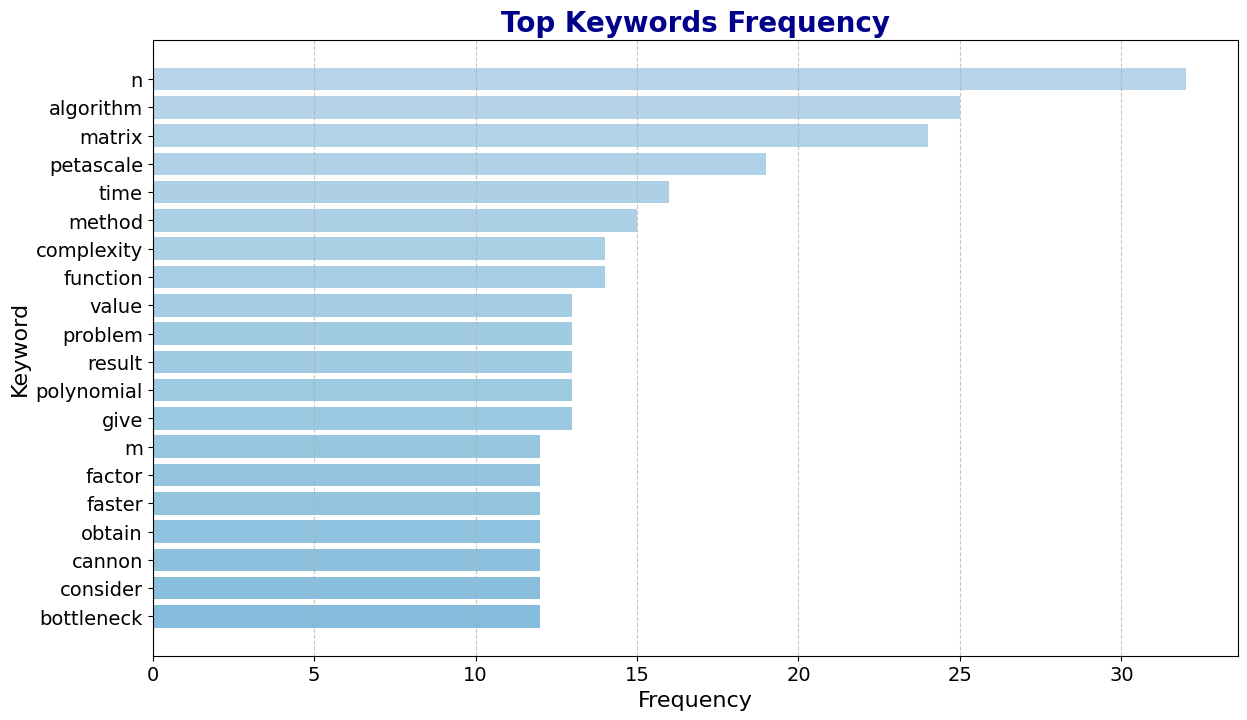 Top Keywords Frequency
Keyword
n
algorithm
matrix
petascale
time
method
complexity
function
value
problem
result
polynomial
give
m
factor
faster
obtain
cannon
consider
bottleneck
0 5 10 15 20 25 30
Frequency